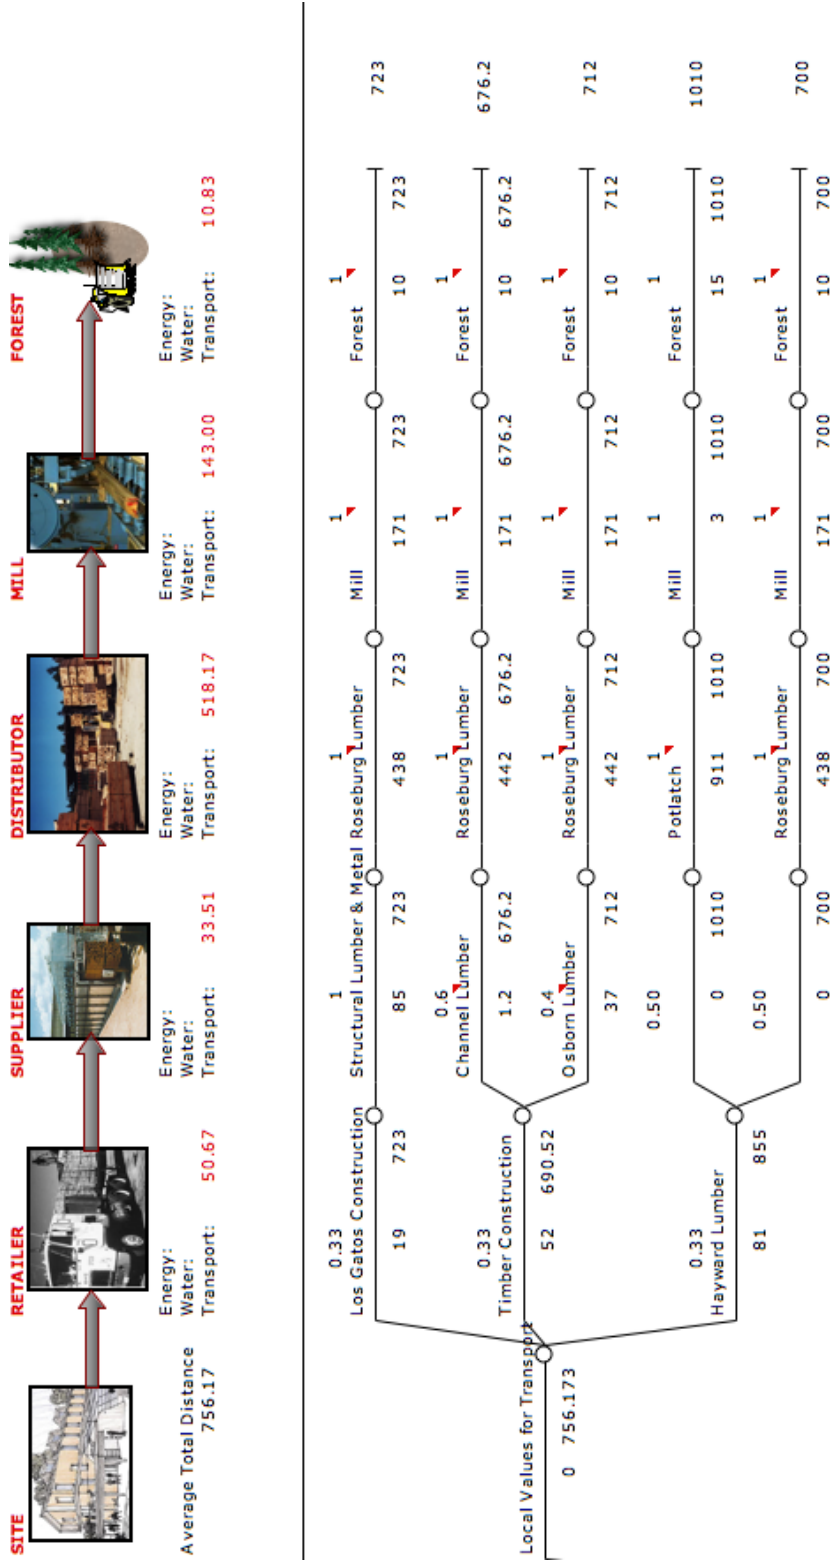 SITE
RETAILER
SUPPLIER
DISTRIBUTOR
MILL
FOREST
Average Total Distance
756.17
Energy:
Water:
Transport: 50.67
Energy:
Water:
Transport: 33.51
Energy:
Water:
Transport: 518.17
Energy:
Water:
Transport: 143.00
Energy:
Water:
Transport: 10.83
0.33 1 1 1 1
Los Gatos Construction Structural Lumber & Metal Roseburg Lumber Mill Forest 723
19 723 85 723 438 723 171 723 10 723
0.6 1 1 1
Channel Lumber Roseburg Lumber Mill Forest 676.2
0.33 1.2 676.2 442 676.2 171 676.2 10 676.2
Timber Construction
Local Values for Transport
52 690.52 0.4 1 1 1
0 756.173
Osborn Lumber Roseburg Lumber Mill Forest 712
37 712 442 712 171 712 10 712
0.50 1 1 1
Potlatch Mill Forest 1010
0.33 0 1010 911 1010 3 1010 15 1010
Hayward Lumber
81 855 0.50 1 1 1
Roseburg Lumber Mill Forest 700
0 700 438 700 171 700 10 700